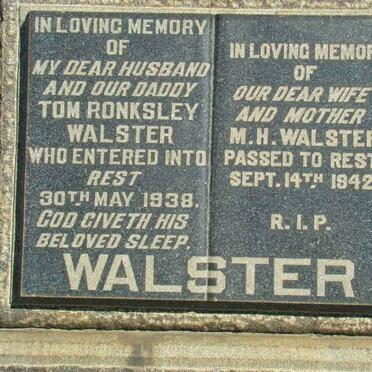 IN LOVING MEMORY
OF
MY DEAR HUSBAND
AND OUR DADDY
TOM RONKSLEY
WALSTER
WHO ENTERED INTO
REST
30TH MAY 1938.
GOD GIVETH HIS
BELOVED SLEEP.
IN LOVING MEMOR
OF
OUR DEAR WIFE
AND MOTHER
M.H. WALSTER
PASSED TO REST
SEPT. 14TH 1942
R.I.P.
WALSTER